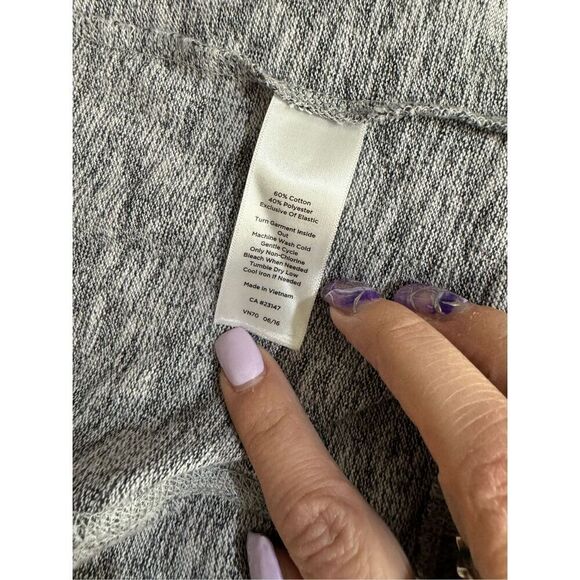 60% Cotton
40% Polyester
Exclusive Of Elastic
Turn Garment Inside
Out
Machine Wash Cold
Gentle Cycle
Only Non-Chlorine
Bleach When Needed
Tumble Dry Low
Cool Iron If Needed
Made in Vietnam
CA #23147
VN70 06/16